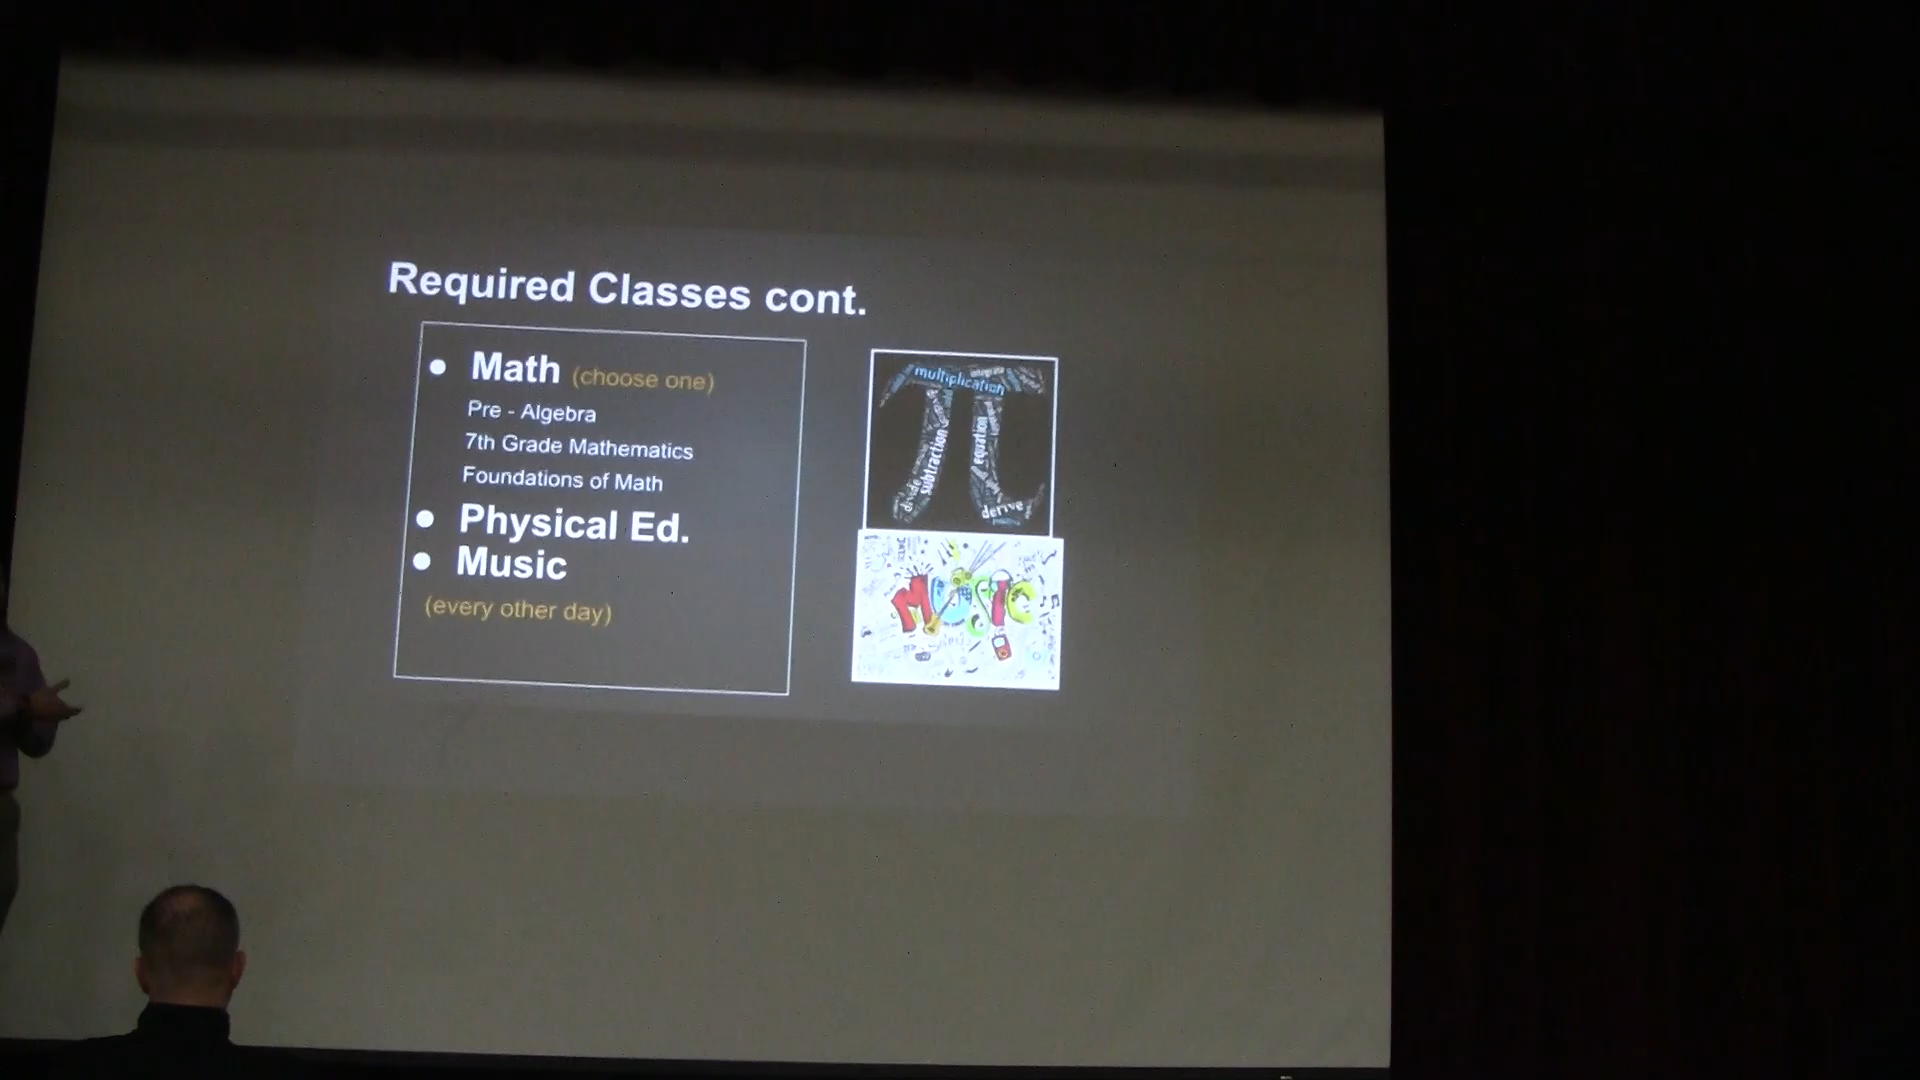 Required Classes cont.
● Math (choose one)
Pre - Algebra
7th Grade Mathematics
Foundations of Math
● Physical Ed.
● Music
(every other day)
multiplication
subtraction
divide
equation
derive
MUSIC